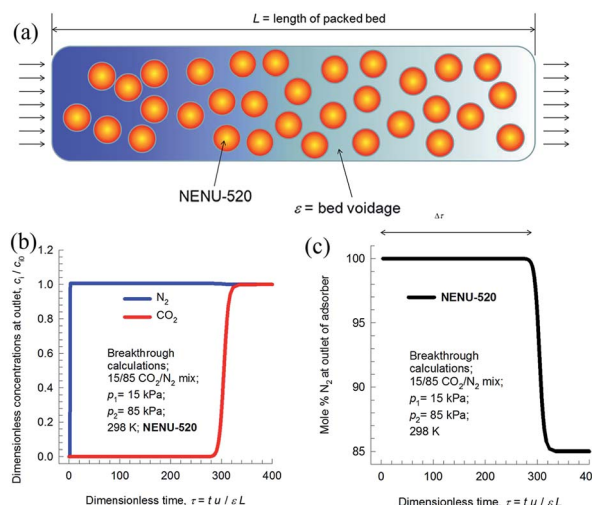 L = length of packed bed
(a)
NENU-520
ε = bed voidage
(b)
Dimensionless concentrations at outlet, ci / ci0
1.2
1.0
0.8
0.6
0.4
0.2
0.0
N2
CO2
Breakthrough
calculations;
15/85 CO2/N2 mix;
p1= 15 kPa;
p2= 85 kPa;
298 K; NENU-520
0 100 200 300 400
Dimensionless time, τ = t u / ε L
Δτ
(c)
Mole % N2 at outlet of adsorber
100
95
90
85
NENU-520
Breakthrough
calculations;
15/85 CO2/N2 mix;
p1= 15 kPa;
p2= 85 kPa;
298 K
0 100 200 300 40
Dimensionless time, τ = t u / ε L